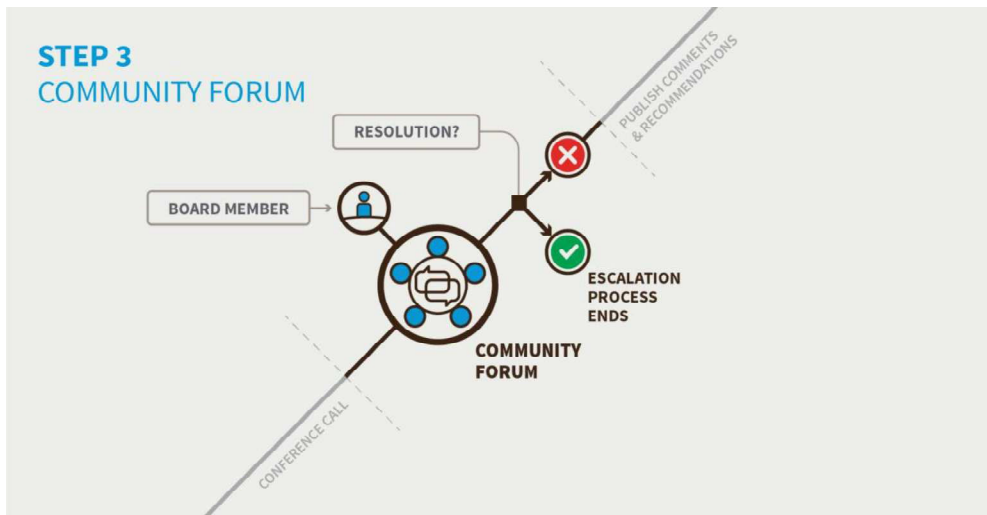 STEP 3
COMMUNITY FORUM
PUBLISH COMMENTS
& RECOMMENDATIONS
RESOLUTION?
BOARD MEMBER
ESCALATION
PROCESS
ENDS
COMMUNITY
FORUM
CONFERENCE CALL